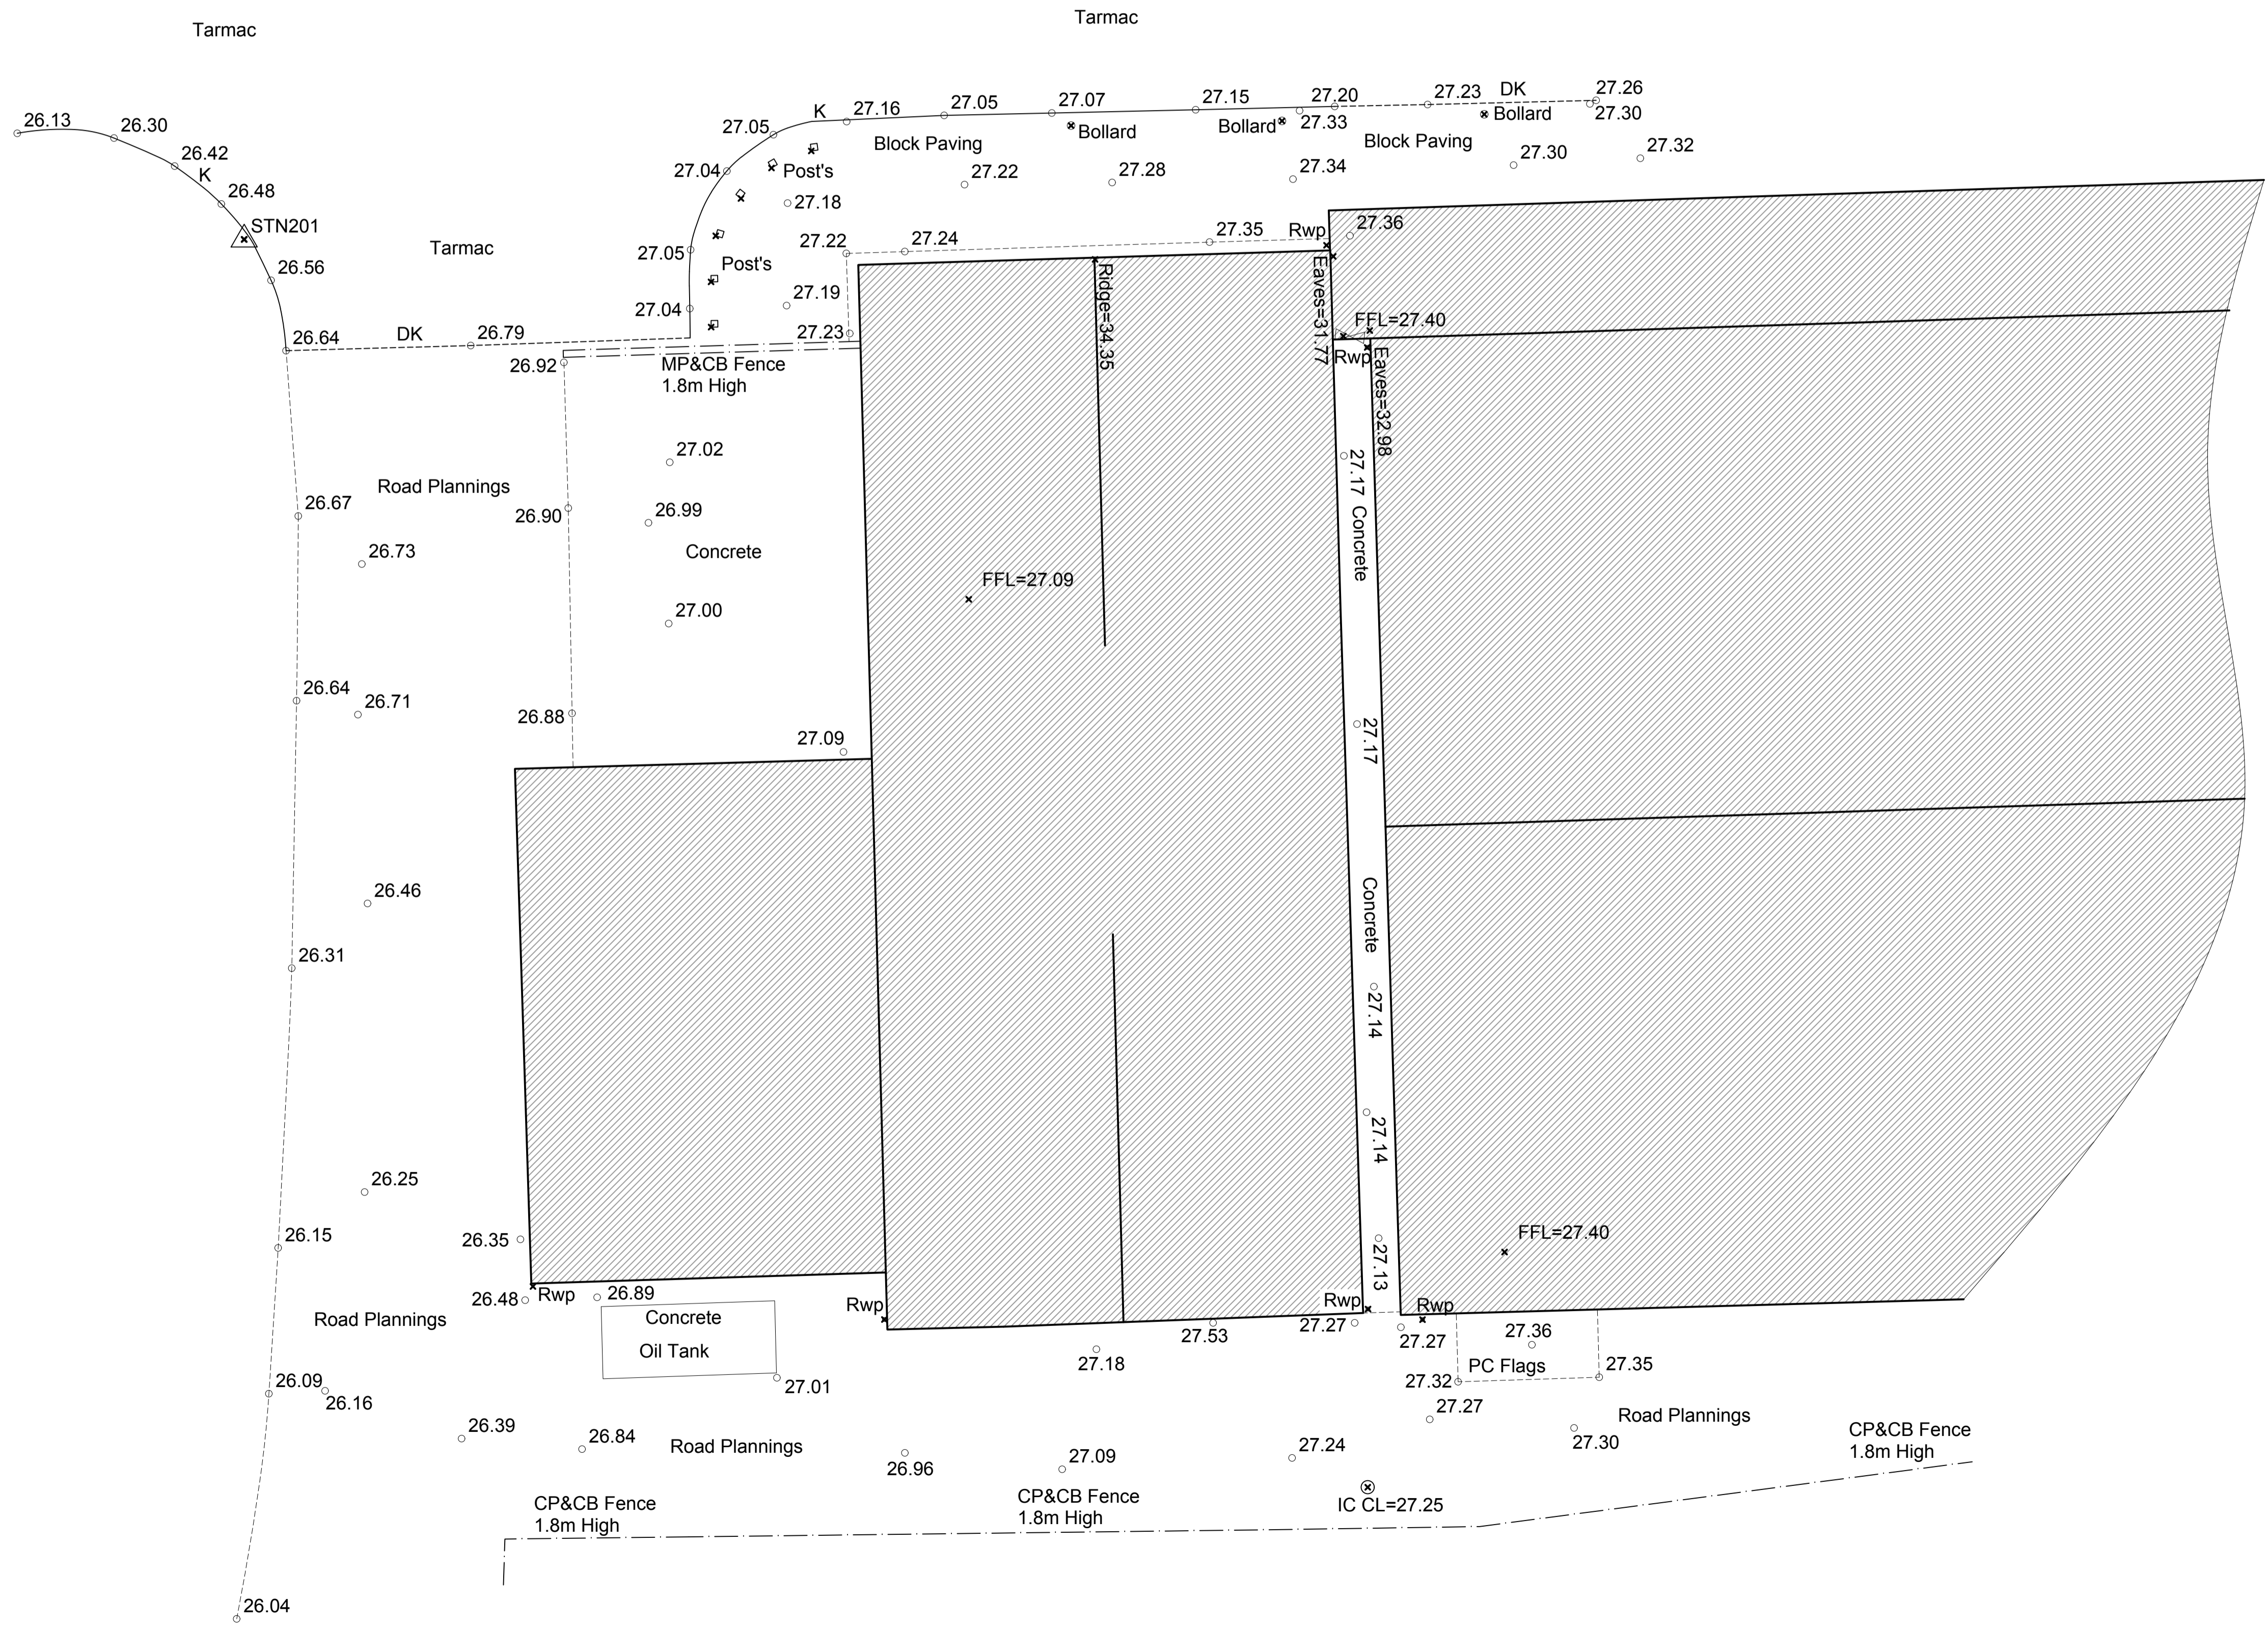 Tarmac
Tarmac
26.13
26.30
26.42
K
26.48
STN201
26.56
26.64
DK
26.79
Tarmac
K
27.16
27.05
27.07
27.15
27.20
27.23
DK
27.26
27.30
27.05
27.04
27.05
27.04
Post's
Post's
Block Paving
Bollard
Bollard
27.33
Bollard
Block Paving
27.22
27.28
27.34
27.30
27.32
27.18
27.19
27.22
27.24
27.35
Rwp
27.36
27.23
Ridge=34.35
Eaves=31.77
FFL=27.40
Rwp
Eaves=32.98
26.92
MP&CB Fence
1.8m High
27.02
Road Plannings
26.67
26.90
26.99
26.73
Concrete
27.17
Concrete
FFL=27.09
27.00
26.64
26.71
26.88
27.09
27.17
26.46
Concrete
26.31
27.14
27.14
26.25
26.15
26.35
27.13
FFL=27.40
26.48
Rwp
26.89
Rwp
Rwp
Rwp
Road Plannings
Concrete
Oil Tank
27.53
27.27
27.27
27.36
27.18
PC Flags
27.35
27.32
27.01
26.09
26.16
26.39
26.84
Road Plannings
26.96
27.09
27.24
27.27
27.30
Road Plannings
CP&CB Fence
1.8m High
CP&CB Fence
1.8m High
CP&CB Fence
1.8m High
IC CL=27.25
26.04